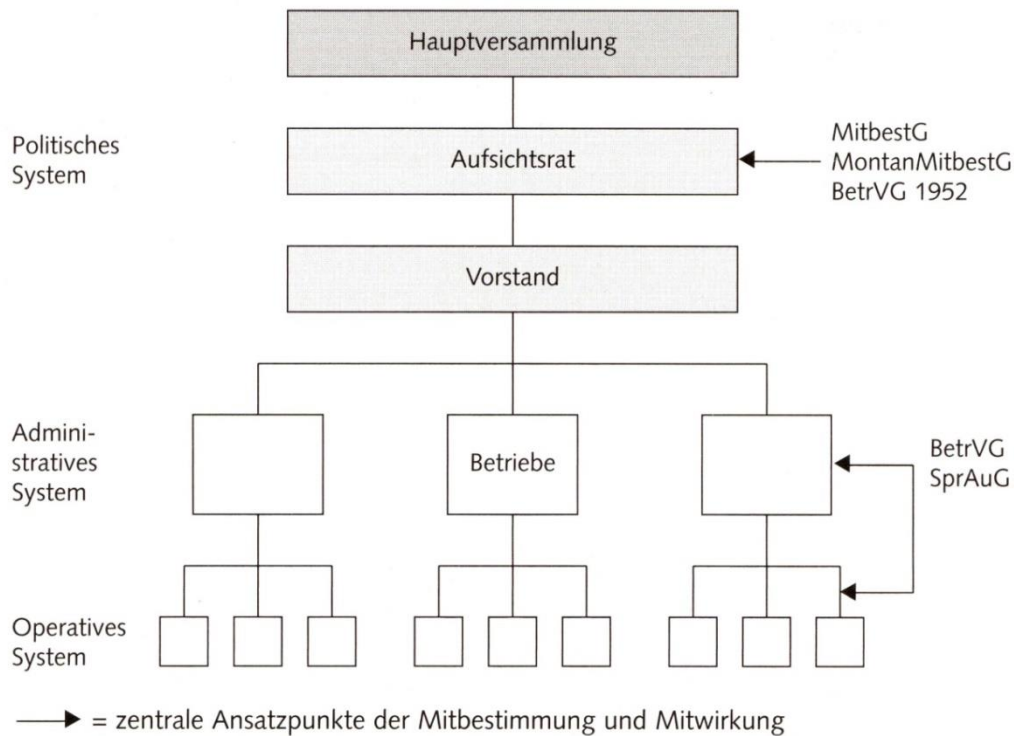 Hauptversammlung
Politisches
System
Aufsichtsrat
MitbestG
MontanMitbestG
BetrVG 1952
Vorstand
Admini-
stratives
System
Betriebe
BetrVG
SprAuG
Operatives
System
= zentrale Ansatzpunkte der Mitbestimmung und Mitwirkung